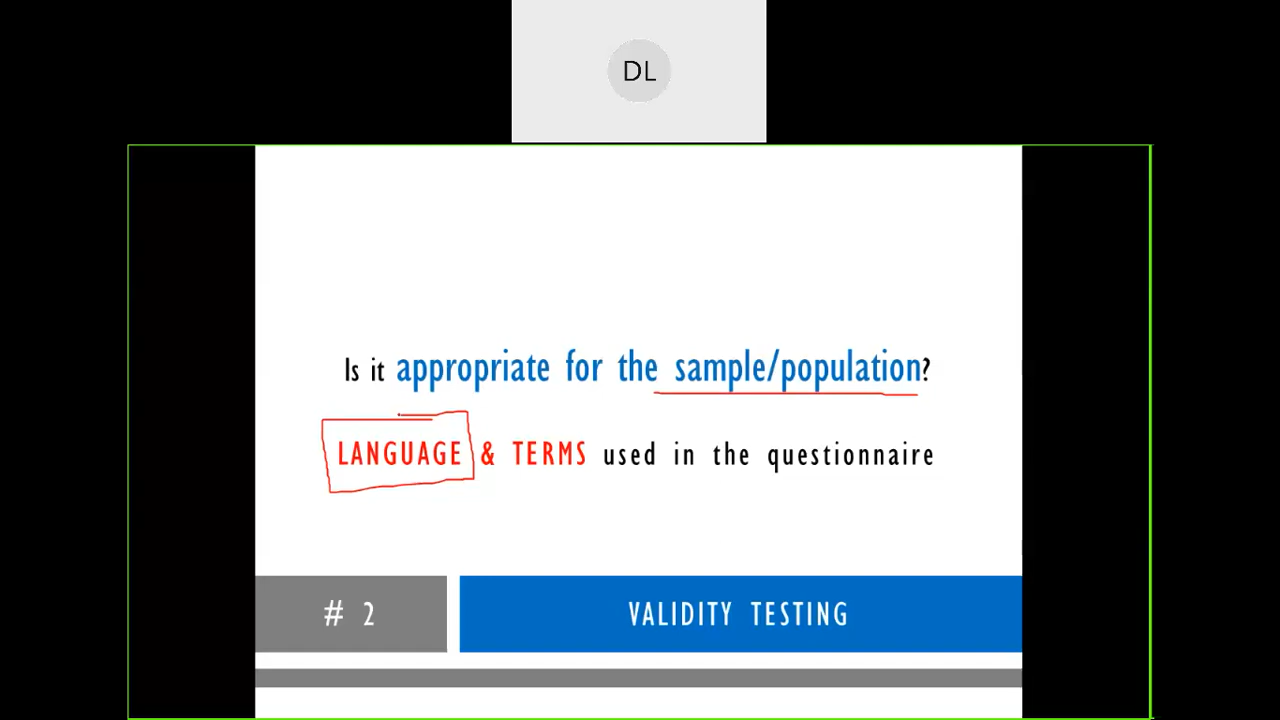 DL
Is it appropriate for the sample/population?
LANGUAGE & TERMS used in the questionnaire
# 2
VALIDITY TESTING